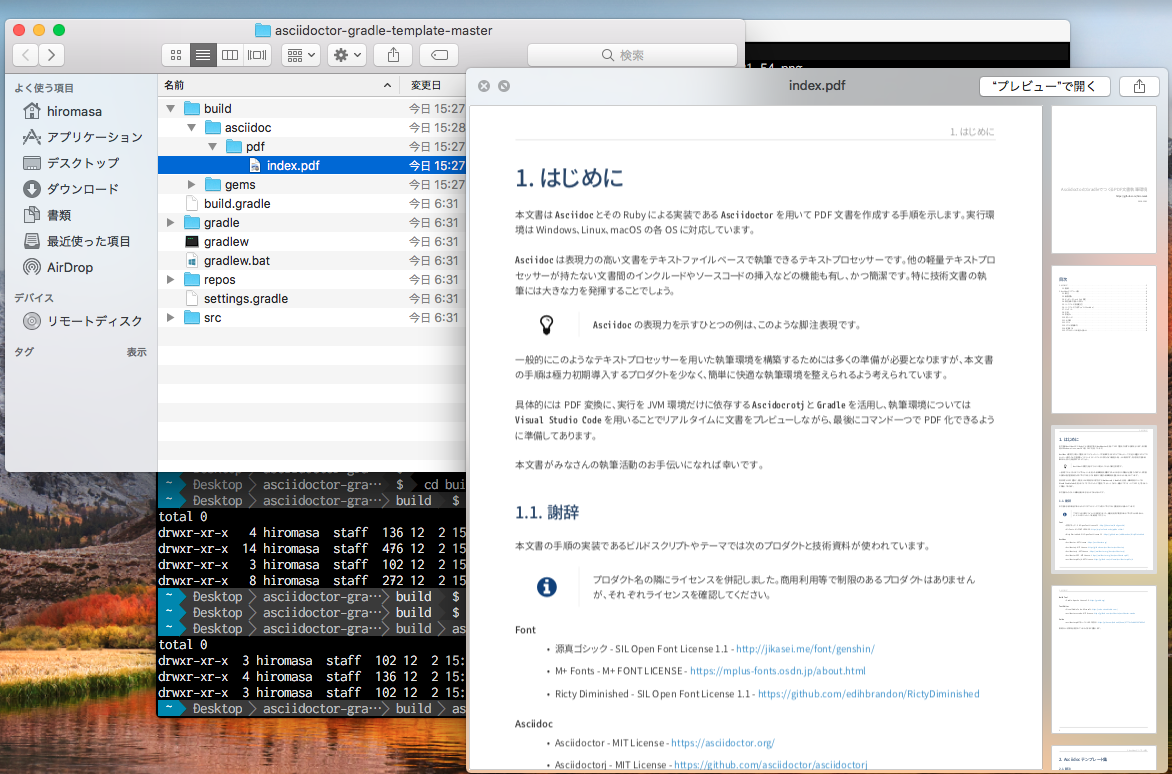 asciidoctor-gradle-template-master
検索
よく使う項目
hiromasa
アプリケーション
デスクトップ
ダウンロード
書類
最近使った項目
AirDrop
デバイス
リモートディスク
タグ
表示
名前
変更日
build
今日 15:27
asciidoc
今日 15:28
pdf
今日 15:27
index.pdf
今日 15:27
gems
今日 15:27
build.gradle
今日 6:31
gradle
今日 6:31
gradlew
今日 6:31
gradlew.bat
今日 6:31
repos
今日 6:31
settings.gradle
今日 6:31
src
今日 6:31
~ Desktop asciidoctor-gra… $ cd bui
~ Desktop asciidoctor-gra… build $
total 0
drwxr-xr-x 4 hiromasa staff 136 12 2 15
drwxr-xr-x 14 hiromasa staff 476 12 2 15
drwxr-xr-x 3 hiromasa staff 102 12 2 15
drwxr-xr-x 8 hiromasa staff 272 12 2 15
~ Desktop asciidoctor-gra… build $
~ Desktop asciidoctor-gra… build $
~ Desktop asciidoctor-gra… build as
total 0
drwxr-xr-x 3 hiromasa staff 102 12 2 15:
drwxr-xr-x 4 hiromasa staff 136 12 2 15:
drwxr-xr-x 3 hiromasa staff 102 12 2 15:
~ Desktop asciidoctor-gra… build as
index.pdf
“プレビュー”で開く
1. はじめに
1. はじめに
本文書は Asciidoc とその Ruby による実装である Asciidoctor を用いて PDF 文書を作成する手順を示します。実行環
境は Windows、Linux、macOS の各 OS に対応しています。
Asciidoc は表現力の高い文書をテキストファイルベースで執筆できるテキストプロセッサーです。他の軽量テキストプロ
セッサーが持たない文書間のインクルードやソースコードの挿入などの機能も有し、かつ簡潔です。特に技術文書の執
筆には大きな力を発揮することでしょう。
Asciidoc の表現力を示すひとつの例は、このような脚注表現です。
一般的にこのようなテキストプロセッサーを用いた執筆環境を構築するためには多くの準備が必要となりますが、本文書
の手順は極力初期導入するプロダクトを少なく、簡単に快適な執筆環境を整えられるよう考えられています。
具体的には PDF 変換に、実行を JVM 環境だけに依存する Ascidocrotj と Gradle を活用し、執筆環境については
Visual Studio Code を用いることでリアルタイムに文書をプレビューしながら、最後にコマンド一つで PDF 化できるよう
に準備してあります。
本文書がみなさんの執筆活動のお手伝いになれば幸いです。
1.1. 謝辞
本文書の手順の実装であるビルドスクリプトやテーマでは次のプロダクトと技術資料が使われています。
プロダクト名の隣にライセンスを併記しました。商用利用等で制限のあるプロダクトはありません
が、それぞれライセンスを確認してください。
Font
• 源真ゴシック - SIL Open Font License 1.1 - http://jikasei.me/font/genshin/
• M+ Fonts - M+ FONT LICENSE - https://mplus-fonts.osdn.jp/about.html
• Ricty Diminished - SIL Open Font License 1.1 - https://github.com/edihbrandon/RictyDiminished
Asciidoc
• Asciidoctor - MIT License - https://asciidoctor.org/
• Asciidoctorj - MIT License - https://github.com/asciidoctor/asciidoctorj
目次
1. はじめに
1.1. 謝辞